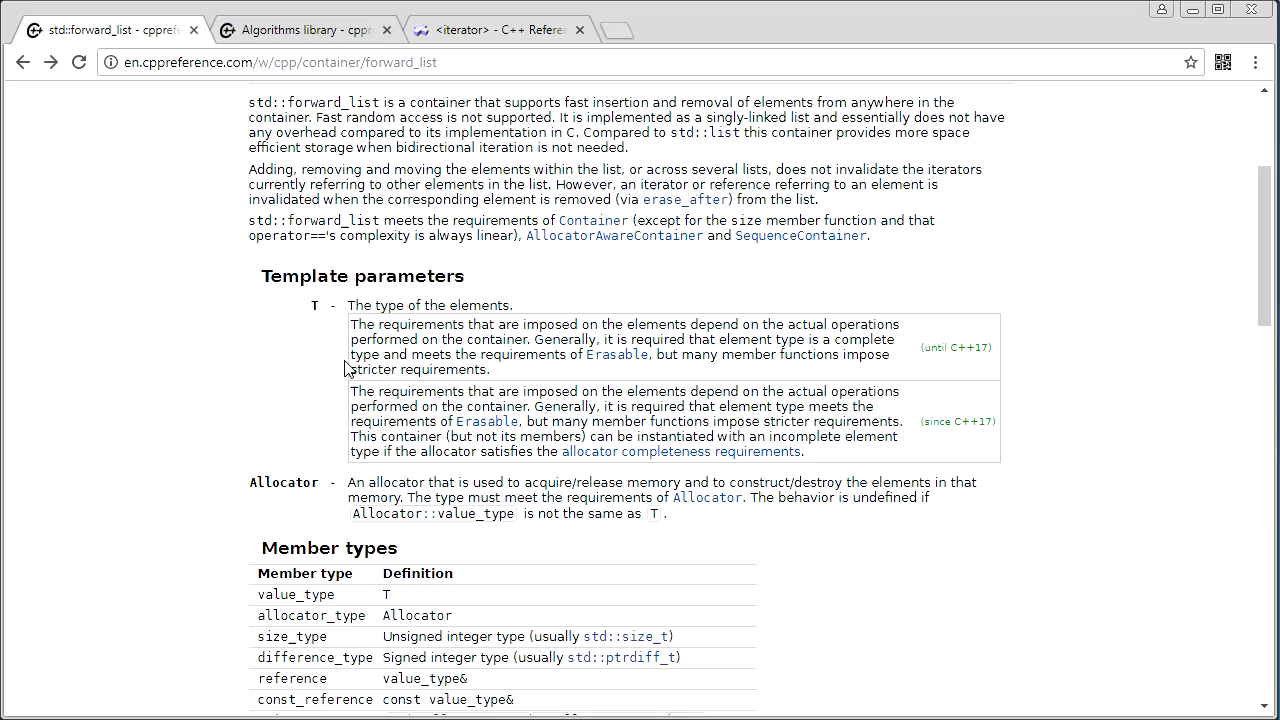 std::forward_list - cppref
Algorithms library - cppr
<iterator> - C++ Refere
en.cppreference.com/w/cpp/container/forward_list
std::forward_list is a container that supports fast insertion and removal of elements from anywhere in the
container. Fast random access is not supported. It is implemented as a singly-linked list and essentially does not have
any overhead compared to its implementation in C. Compared to std::list this container provides more space
efficient storage when bidirectional iteration is not needed.
Adding, removing and moving the elements within the list, or across several lists, does not invalidate the iterators
currently referring to other elements in the list. However, an iterator or reference referring to an element is
invalidated when the corresponding element is removed (via erase_after) from the list.
std::forward_list meets the requirements of Container (except for the size member function and that
operator=='s complexity is always linear), AllocatorAwareContainer and SequenceContainer.
Template parameters
T - The type of the elements.
The requirements that are imposed on the elements depend on the actual operations
performed on the container. Generally, it is required that element type is a complete
type and meets the requirements of Erasable, but many member functions impose
stricter requirements.
(until C++17)
The requirements that are imposed on the elements depend on the actual operations
performed on the container. Generally, it is required that element type meets the
requirements of Erasable, but many member functions impose stricter requirements.
This container (but not its members) can be instantiated with an incomplete element
type if the allocator satisfies the allocator completeness requirements.
(since C++17)
Allocator - An allocator that is used to acquire/release memory and to construct/destroy the elements in that
memory. The type must meet the requirements of Allocator. The behavior is undefined if
Allocator::value_type is not the same as T.
Member types
Member type Definition
value_type T
allocator_type Allocator
size_type Unsigned integer type (usually std::size_t)
difference_type Signed integer type (usually std::ptrdiff_t)
reference value_type&
const_reference const value_type&